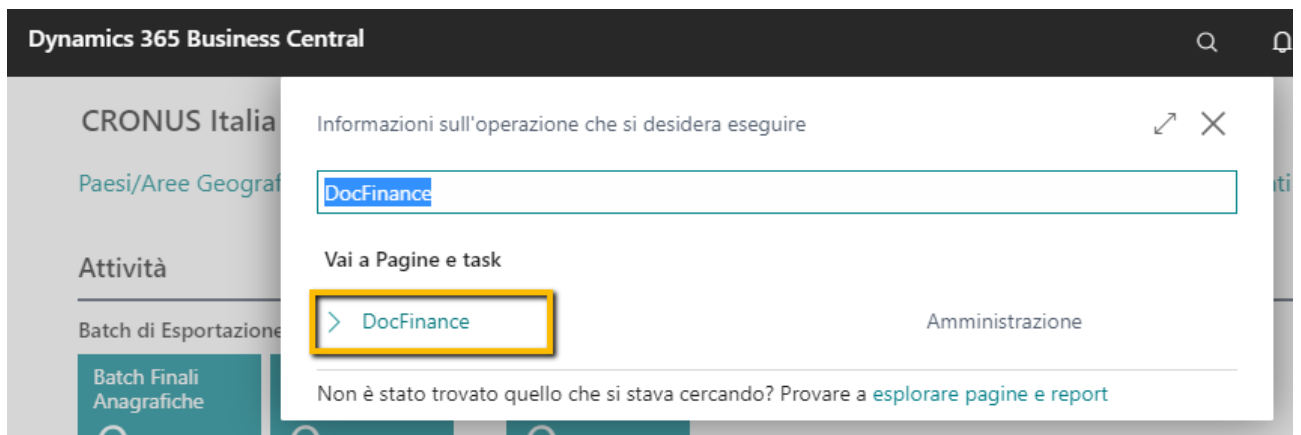 Dynamics 365 Business Central
CRONUS Italia
Informazioni sull'operazione che si desidera eseguire
Paesi/Aree Geograf
DocFinance
ti
Vai a Pagine e task
Attività
DocFinance
Amministrazione
Batch di Esportazione
Batch Finali
Anagrafiche
Non è stato trovato quello che si stava cercando? Provare a esplorare pagine e report